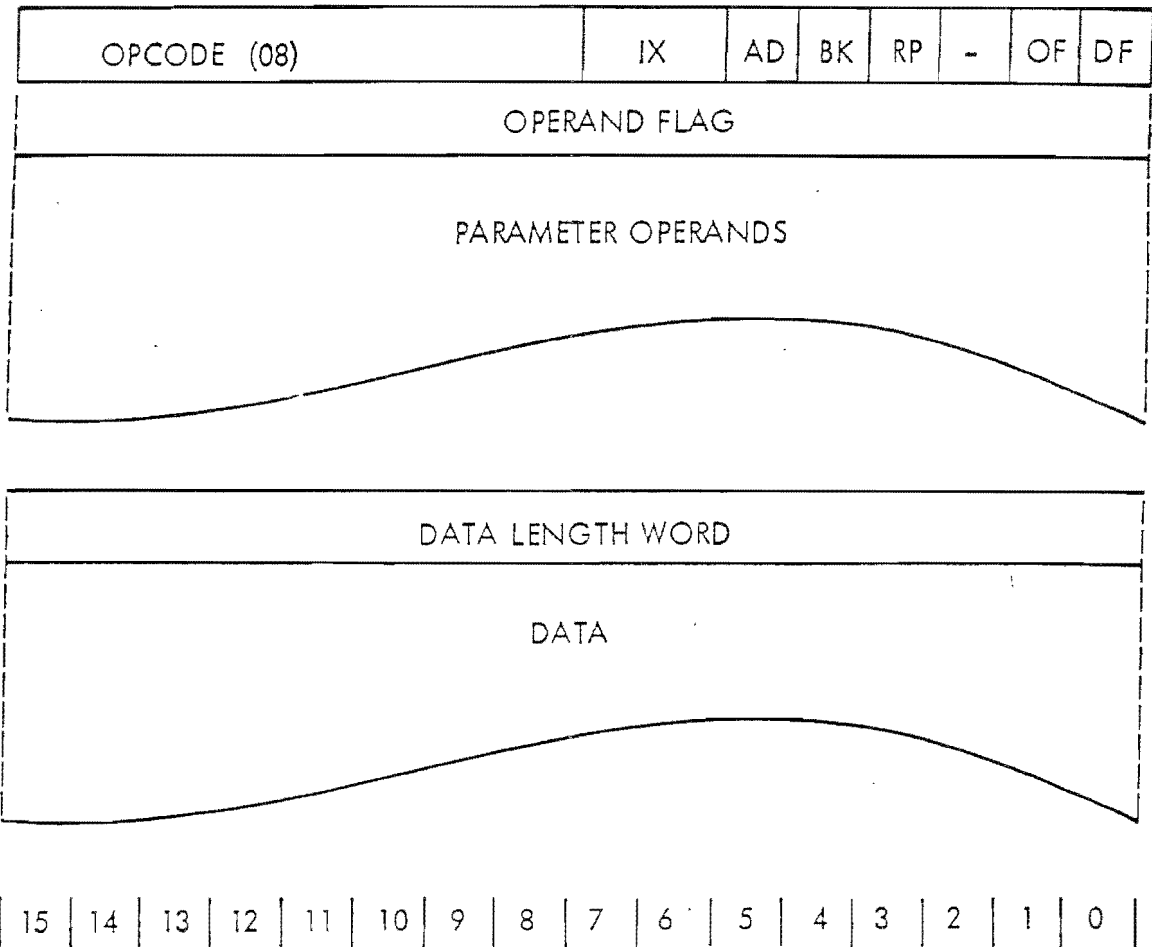 OPCODE (08) IX AD BK RP - OF DF
OPERAND FLAG
PARAMETER OPERANDS
DATA LENGTH WORD
DATA
15 14 13 12 11 10 9 8 7 6 5 4 3 2 1 0